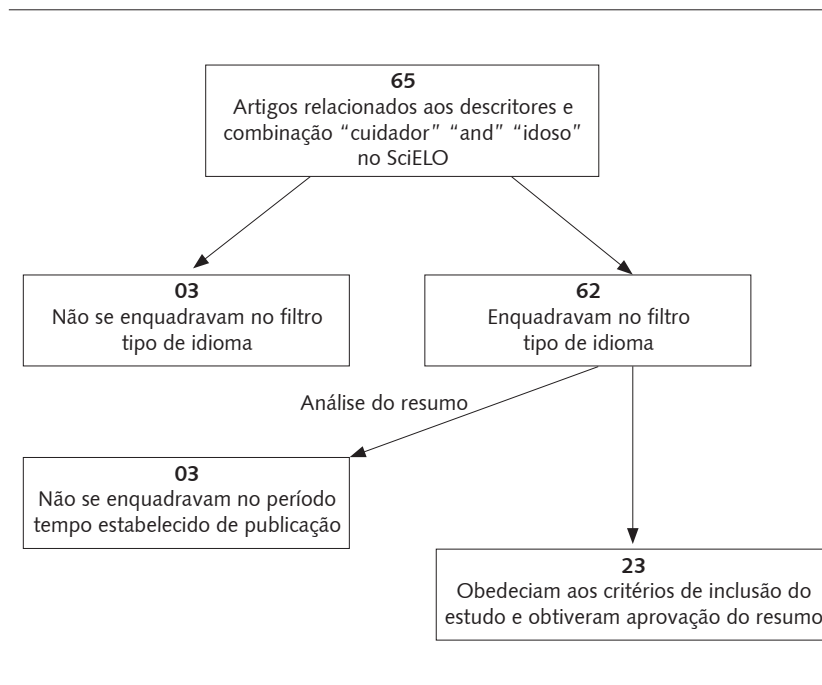 65
Artigos relacionados aos descritores e
combinação “cuidador” “and” “idoso”
no SciELO
03
Não se enquadravam no filtro
tipo de idioma
62
Enquadravam no filtro
tipo de idioma
Análise do resumo
03
Não se enquadravam no período
tempo estabelecido de publicação
23
Obedeciam aos critérios de inclusão do
estudo e obtiveram aprovação do resumo